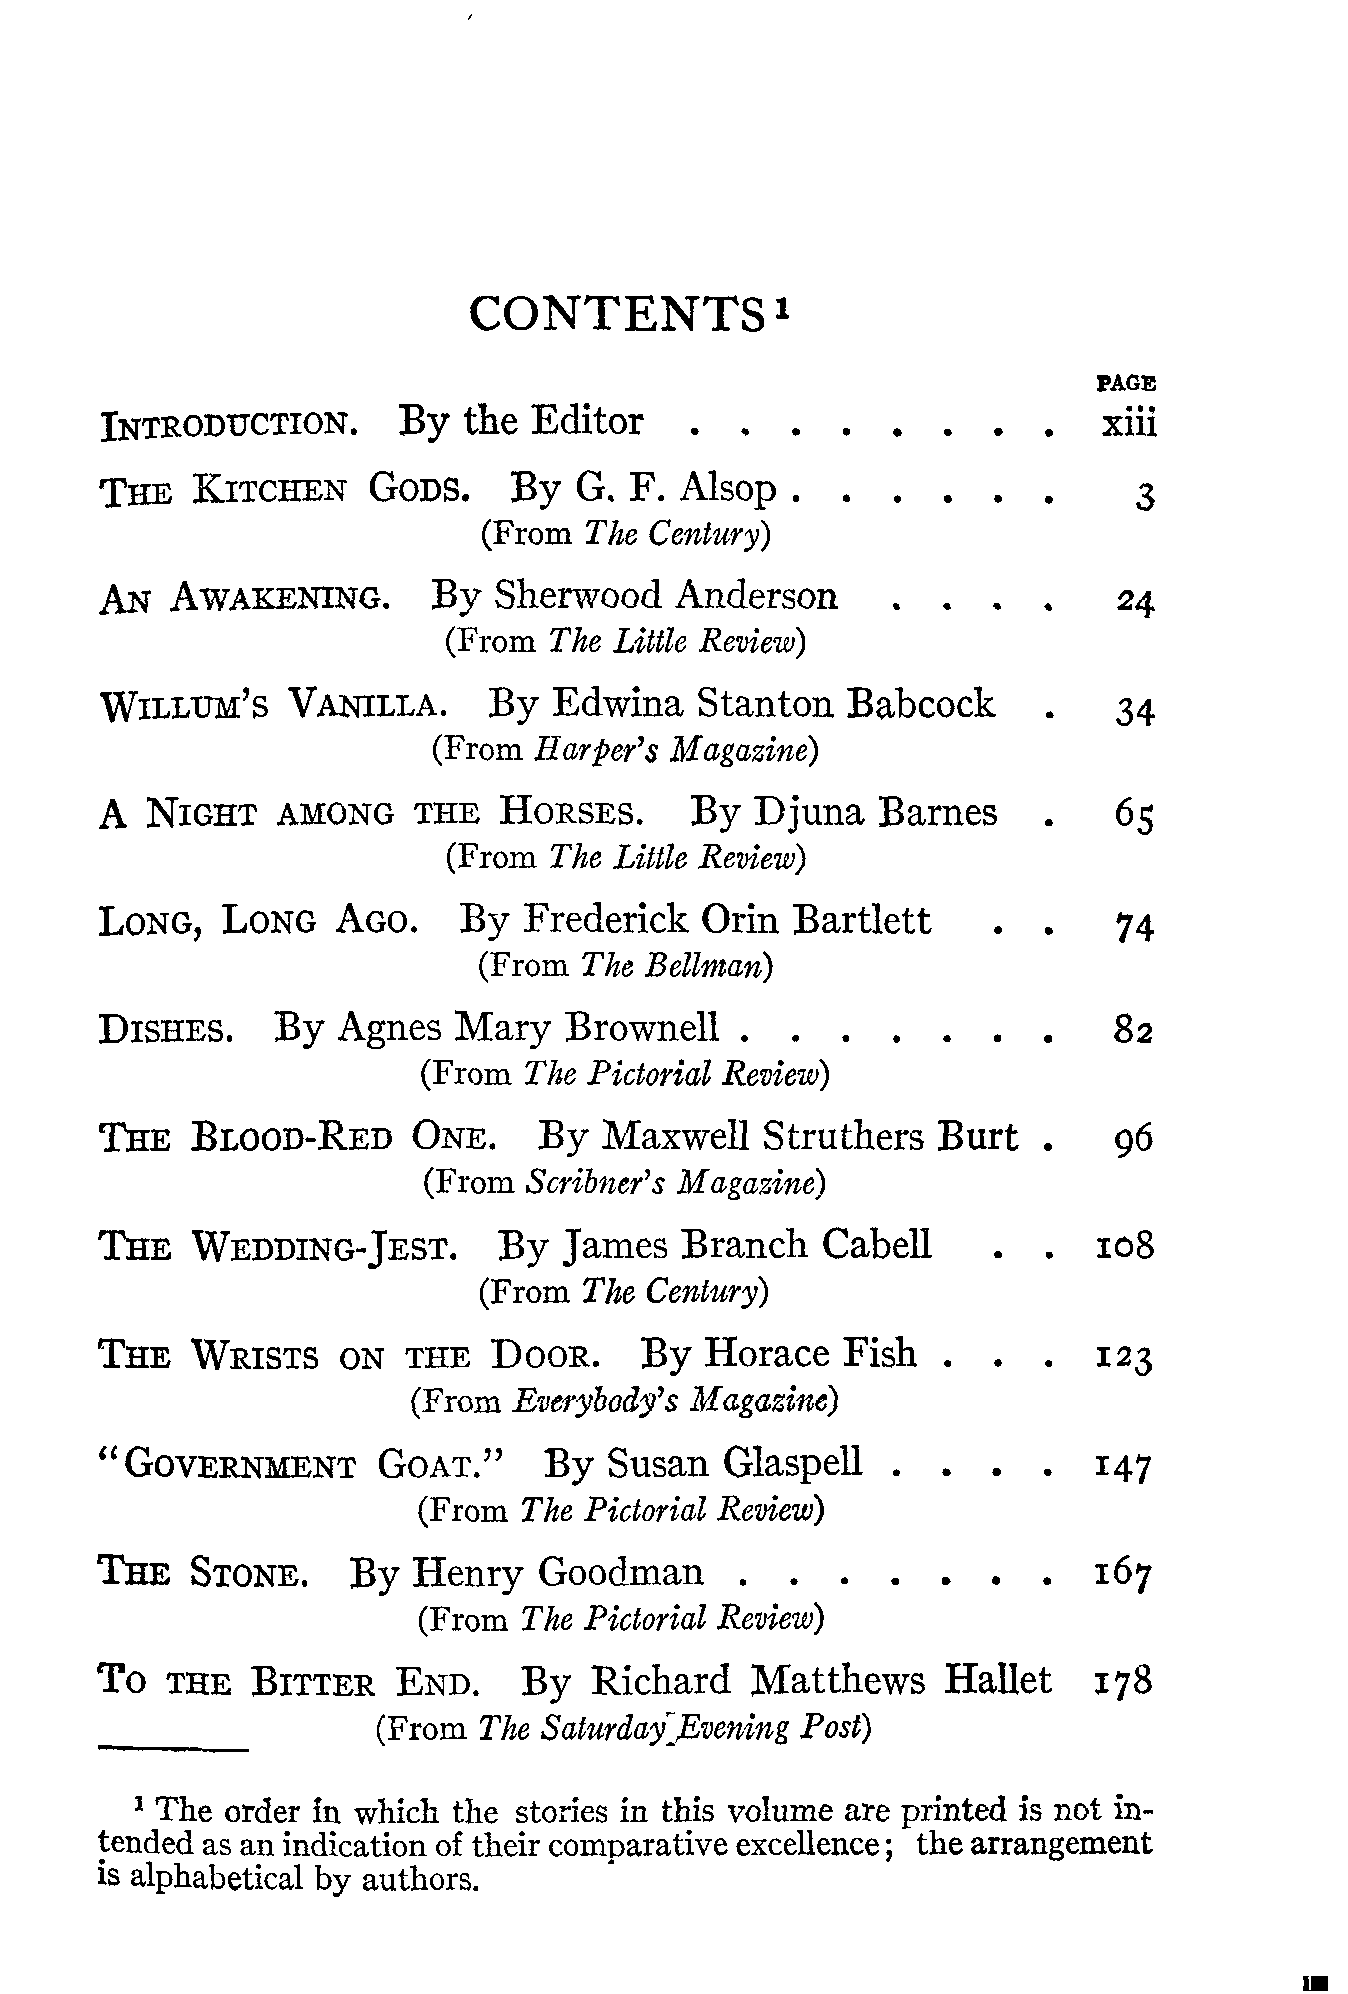 CONTENTS¹
PAGE
INTRODUCTION. By the Editor . . . . . . . . xiii
THE KITCHEN GODS. By G. F. Alsop . . . . . . 3
(From The Century)
AN AWAKENING. By Sherwood Anderson . . . . 24
(From The Little Review)
WILLUM'S VANILLA. By Edwina Stanton Babcock . 34
(From Harper's Magazine)
A NIGHT AMONG THE HORSES. By Djuna Barnes . 65
(From The Little Review)
LONG, LONG AGO. By Frederick Orin Bartlett . . 74
(From The Bellman)
DISHES. By Agnes Mary Brownell . . . . . . . 82
(From The Pictorial Review)
THE BLOOD-RED ONE. By Maxwell Struthers Burt . 96
(From Scribner's Magazine)
THE WEDDING-JEST. By James Branch Cabell . . 108
(From The Century)
THE WRISTS ON THE DOOR. By Horace Fish . . . 123
(From Everybody's Magazine)
"GOVERNMENT GOAT." By Susan Glaspell . . . . 147
(From The Pictorial Review)
THE STONE. By Henry Goodman . . . . . . . 167
(From The Pictorial Review)
TO THE BITTER END. By Richard Matthews Hallet 178
(From The Saturday Evening Post)
¹ The order in which the stories in this volume are printed is not in-
tended as an indication of their comparative excellence; the arrangement
is alphabetical by authors.